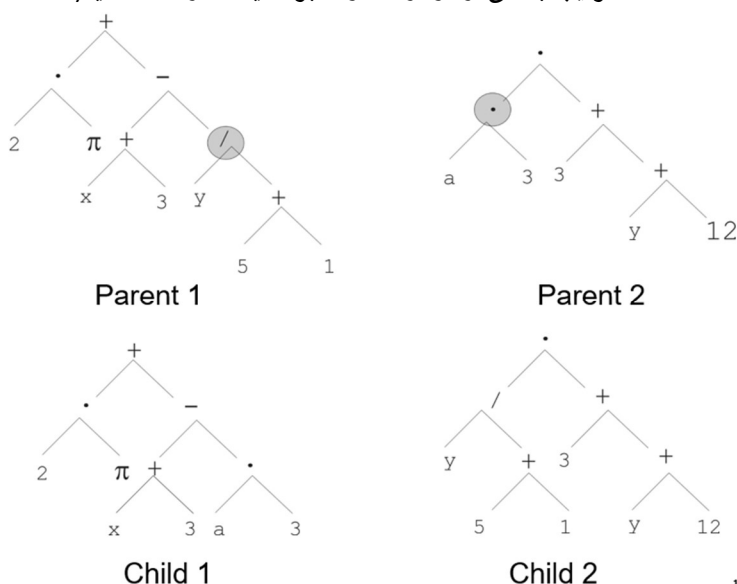 +
· −
2 π + /
x 3 y +
5 1
Parent 1
·
· +
a 3 3 +
y 12
Parent 2
+
· −
2 π + ·
x 3 a 3
Child 1
·
/ +
y + 3 +
5 1 y 12
Child 2